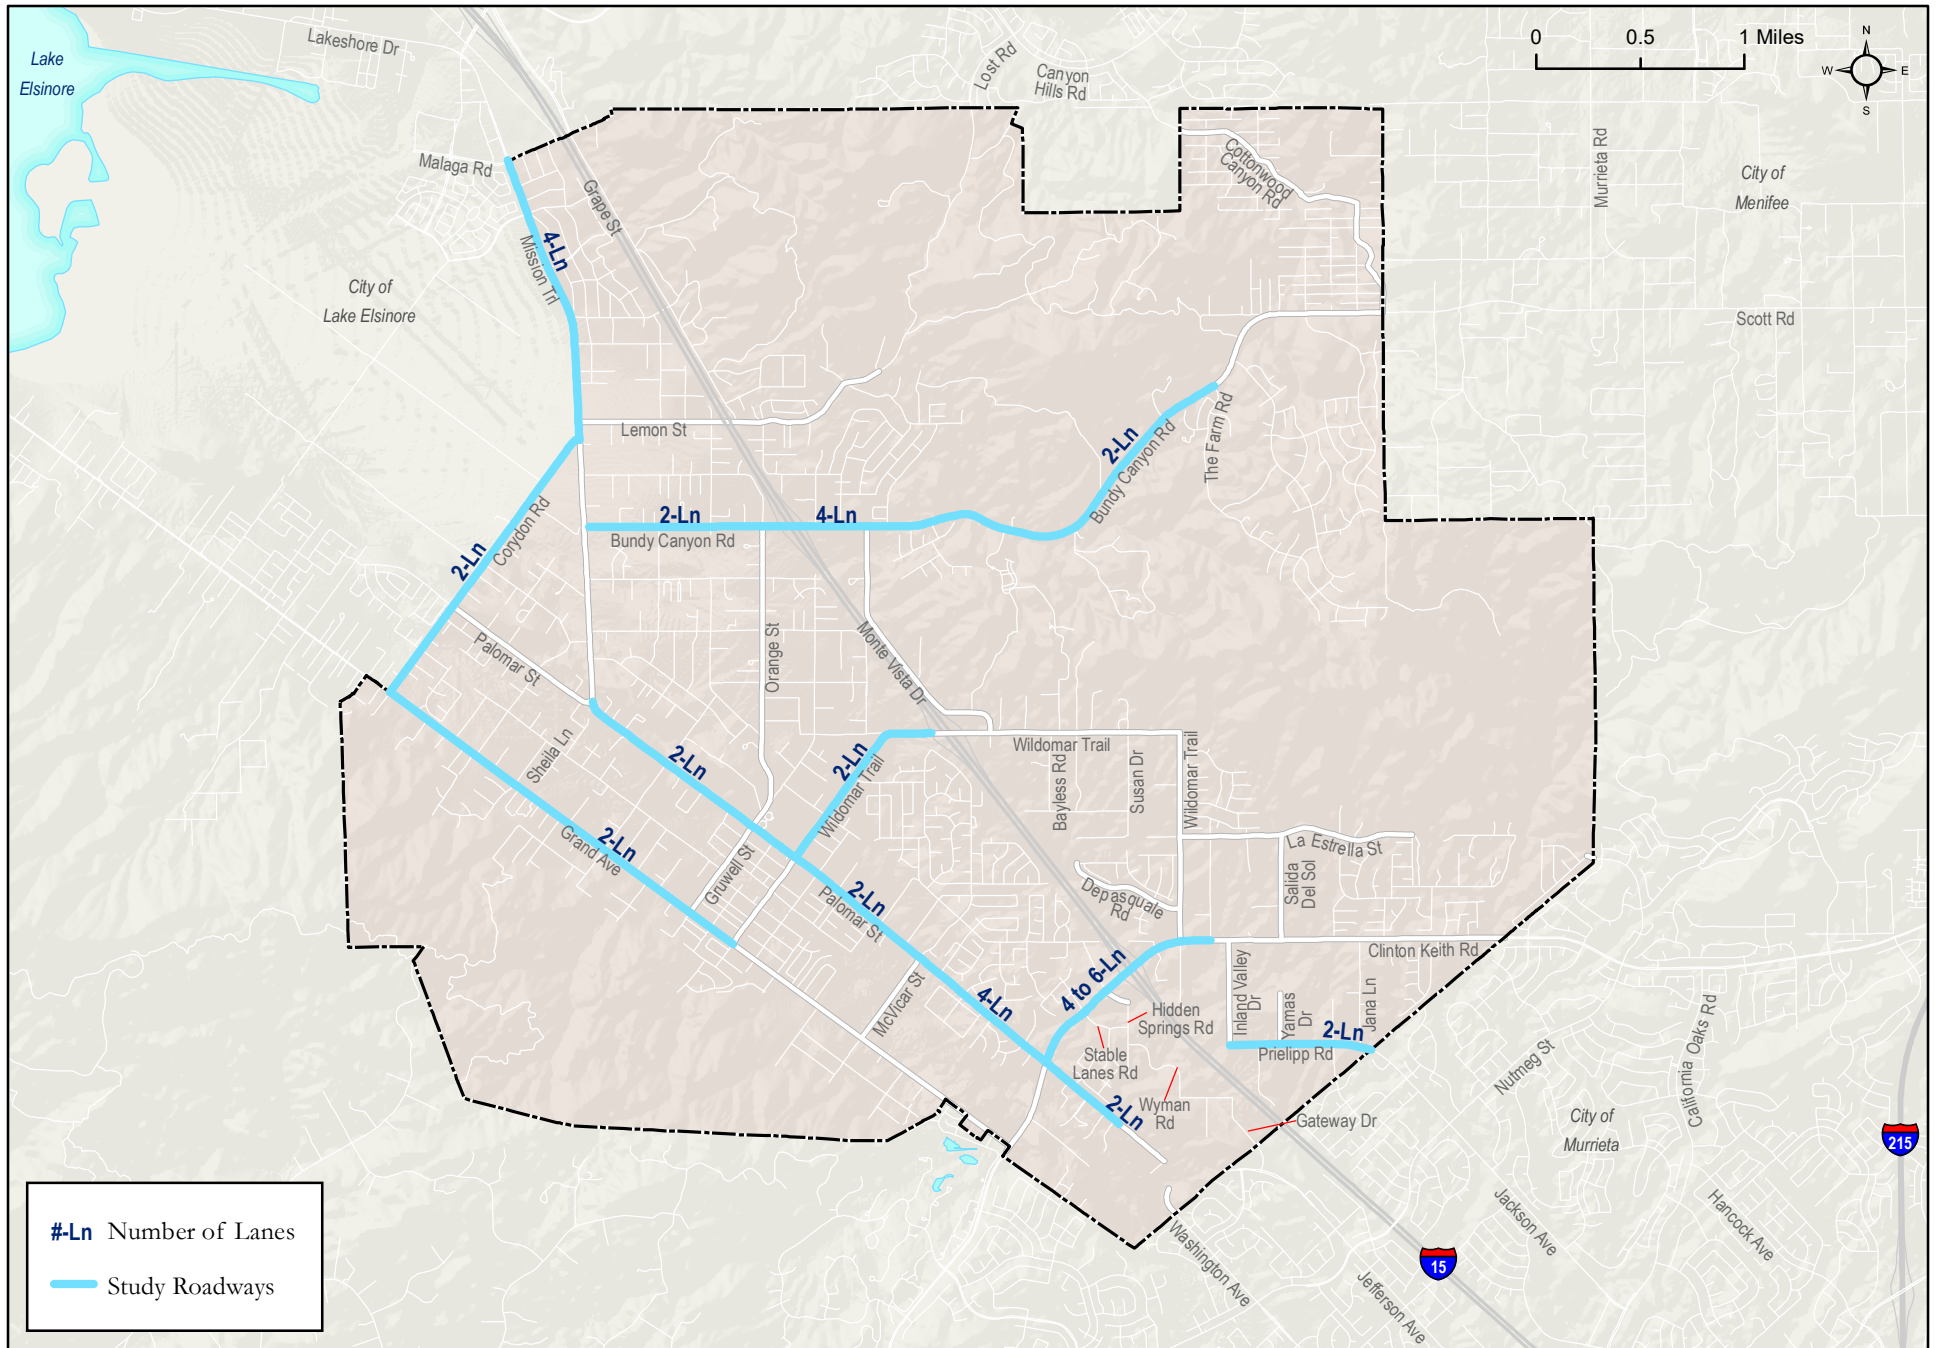 Lake
Elsinore
Lakeshore Dr
Lost Rd
Canyon
Hills Rd
0 0.5 1 Miles
N
W E
S
Malaga Rd
Grape St
Cottonwood
Canyon Rd
Murrieta Rd
City of
Menifee
4-Ln
Mission Trl
City of
Lake Elsinore
Scott Rd
Lemon St
2-Ln
Bundy Canyon Rd
The Farm Rd
2-Ln
4-Ln
Bundy Canyon Rd
2-Ln
Corydon Rd
Palomar St
Orange St
Monte Vista Dr
Sheila Ln
2-Ln
2-Ln
Wildomar Trail
Wildomar Trail
Bayless Rd
Susan Dr
Wildomar Trail
2-Ln
Grand Ave
Gruwell St
La Estrella St
Salida
Del Sol
Depasquale
Rd
2-Ln
Palomar St
McVicar St
4-Ln
4 to 6-Ln
Clinton Keith Rd
Inland Valley
Dr
Yamas
Dr
Jana Ln
Hidden
Springs Rd
2-Ln
Prielipp Rd
Stable
Lanes Rd
Wyman
Rd
2-Ln
Gateway Dr
Nutmeg St
California Oaks Rd
City of
Murrieta
215
Washington Ave
Jackson Ave
Hancock Ave
15
Jefferson Ave
#-Ln Number of Lanes
Study Roadways